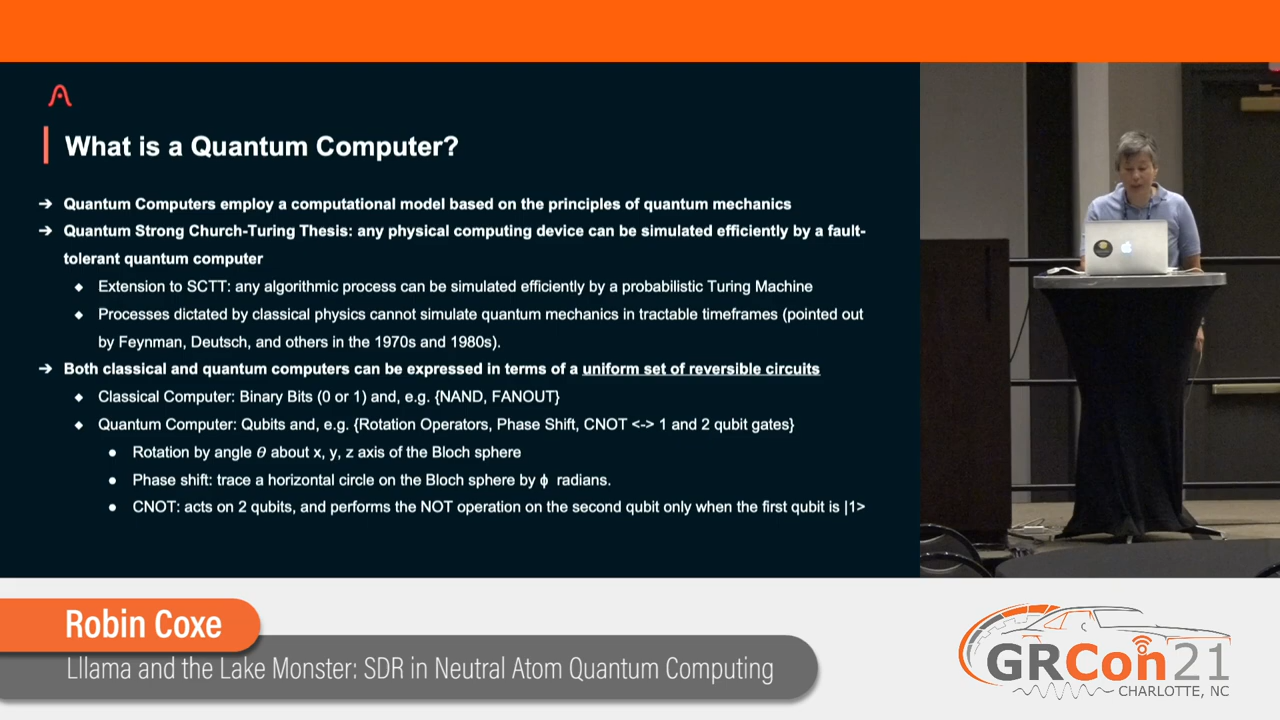 What is a Quantum Computer?
→ Quantum Computers employ a computational model based on the principles of quantum mechanics
→ Quantum Strong Church-Turing Thesis: any physical computing device can be simulated efficiently by a fault-
tolerant quantum computer
◆ Extension to SCTT: any algorithmic process can be simulated efficiently by a probabilistic Turing Machine
◆ Processes dictated by classical physics cannot simulate quantum mechanics in tractable timeframes (pointed out
by Feynman, Deutsch, and others in the 1970s and 1980s).
→ Both classical and quantum computers can be expressed in terms of a uniform set of reversible circuits
◆ Classical Computer: Binary Bits (0 or 1) and, e.g. {NAND, FANOUT}
◆ Quantum Computer: Qubits and, e.g. {Rotation Operators, Phase Shift, CNOT <-> 1 and 2 qubit gates}
● Rotation by angle θ about x, y, z axis of the Bloch sphere
● Phase shift: trace a horizontal circle on the Bloch sphere by ϕ radians.
● CNOT: acts on 2 qubits, and performs the NOT operation on the second qubit only when the first qubit is |1>
Robin Coxe
Lllama and the Lake Monster: SDR in Neutral Atom Quantum Computing
GRCon21
CHARLOTTE, NC